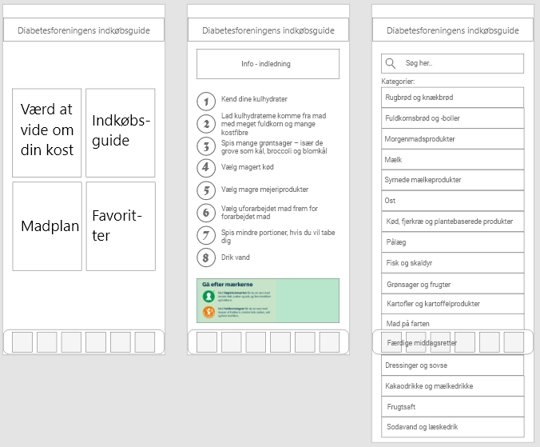 Diabetesforeningens indkøbsguide
Værd at
vide om
din kost
Indkøbs-
guide
Madplan
Favorit-
ter
Diabetesforeningens indkøbsguide
Info - indledning
1 Kend dine kulhydrater
2 Lad kulhydraterne komme fra mad
med meget fuldkorn og mange
kostfibre
3 Spis mange grøntsager – især de
grove som kål, broccoli og blomkål
4 Vælg magert kød
5 Vælg magre mejeriprodukter
6 Vælg uforarbejdet mad frem for
forarbejdet mad
7 Spis mindre portioner, hvis du vil tabe
dig
8 Drik vand
Gå efter mærkerne
Diabetesforeningens indkøbsguide
Søg her..
Kategorier:
Rugbrød og knækbrød
Fuldkornsbrød og -boller
Morgenmadsprodukter
Mælk
Syrnede mælkeprodukter
Ost
Kød, fjerkræ og plantebaserede produkter
Pålæg
Fisk og skaldyr
Grønsager og frugter
Kartofler og kartoffelprodukter
Mad på farten
Færdige middagsretter
Dressinger og sovse
Kakaodrikke og mælkedrikke
Frugtsaft
Sodavand og læskedrik